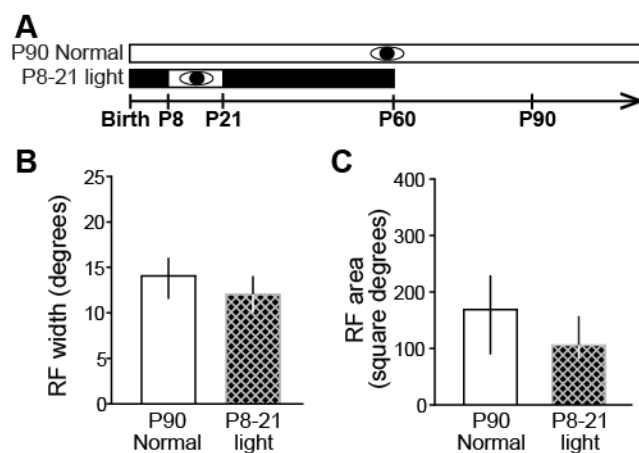 A
P90 Normal
P8-21 light
Birth P8 P21 P60 P90
B
RF width (degrees)
25
20
15
10
5
0
P90
Normal
P8-21
light
C
RF area
(square degrees)
400
300
200
100
0
P90
Normal
P8-21
light